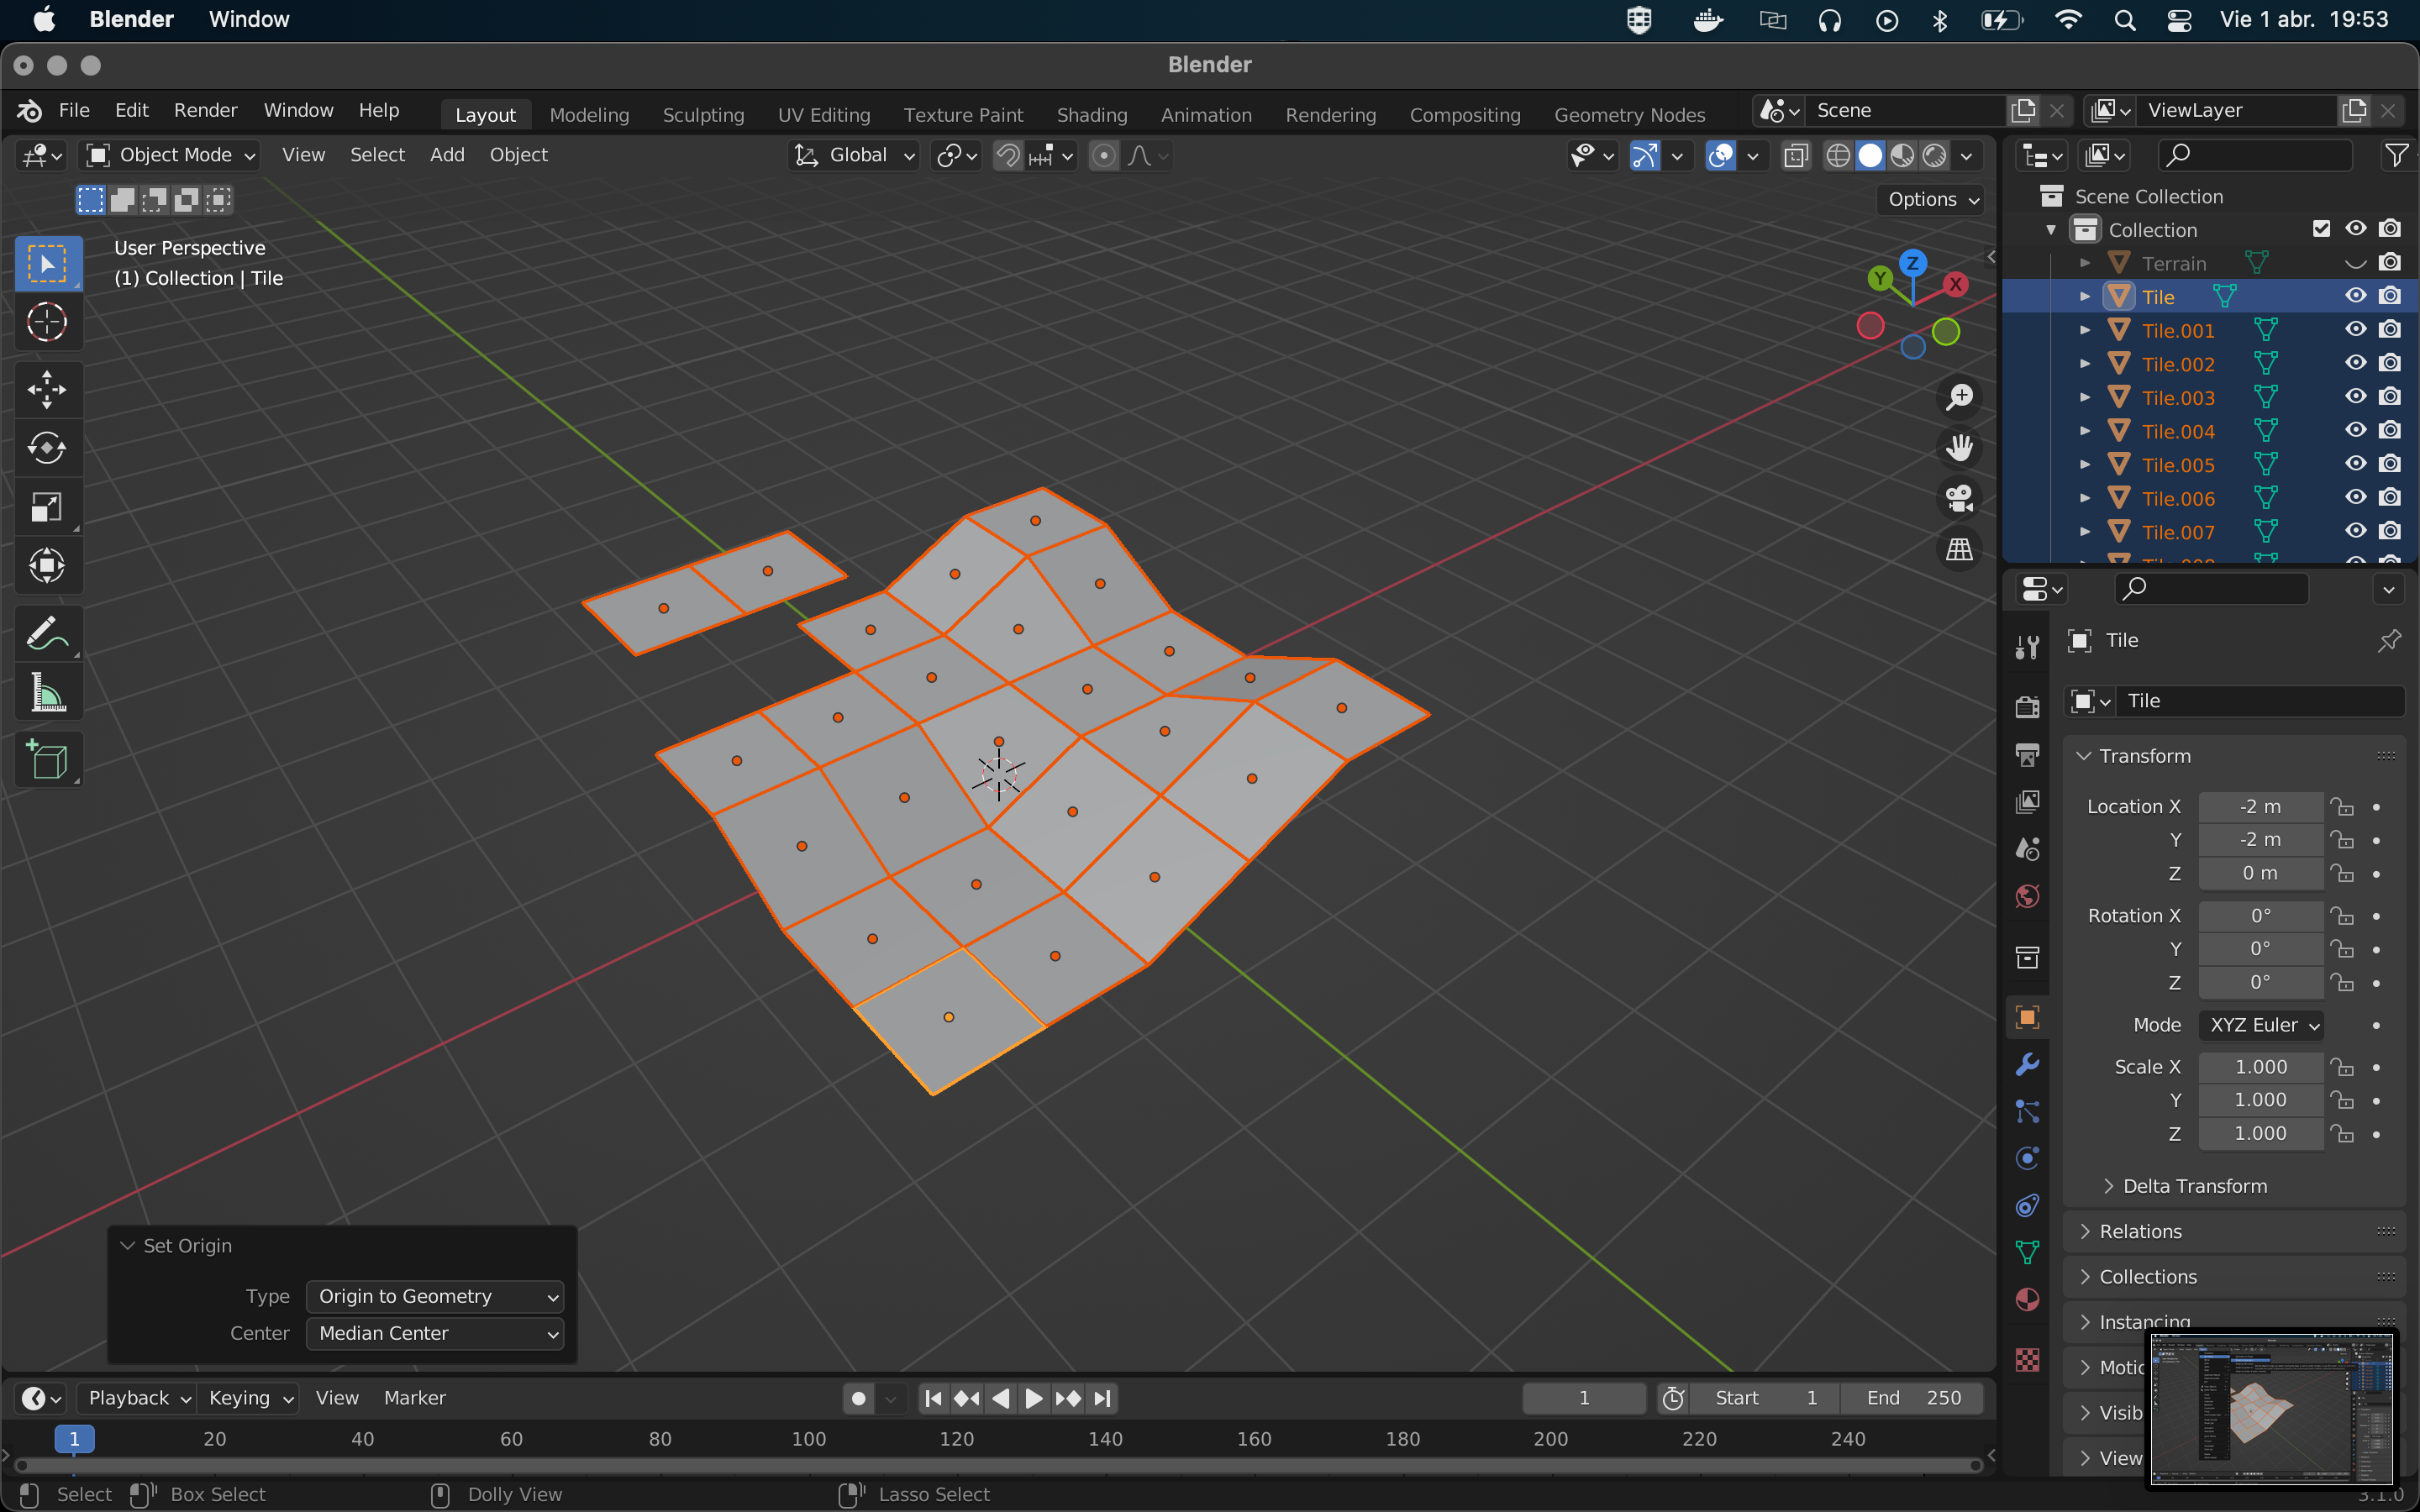 Blender Window Vie 1 abr. 19:53
Blender
File Edit Render Window Help Layout Modeling Sculpting UV Editing Texture Paint Shading Animation Rendering Compositing Geometry Nodes Scene ViewLayer
Object Mode View Select Add Object Global
Options
User Perspective
(1) Collection | Tile
Z
Y
X
Scene Collection
Collection
Terrain
Tile
Tile.001
Tile.002
Tile.003
Tile.004
Tile.005
Tile.006
Tile.007
Tile
Tile
Transform
Location X -2 m
Y -2 m
Z 0 m
Rotation X 0°
Y 0°
Z 0°
Mode XYZ Euler
Scale X 1.000
Y 1.000
Z 1.000
Delta Transform
Relations
Collections
Instancing
Motic
Visib
View
Set Origin
Type Origin to Geometry
Center Median Center
Playback Keying View Marker 1 Start 1 End 250
1 20 40 60 80 100 120 140 160 180 200 220 240
Select Box Select Dolly View Lasso Select 3.1.0